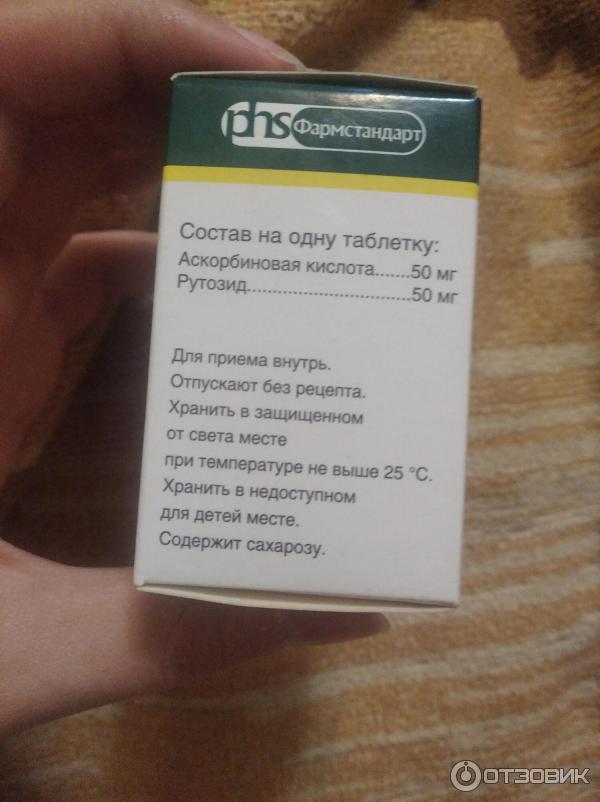 phs Фармстандарт
Состав на одну таблетку:
Аскорбиновая кислота.......50 мг
Рутозид...............................50 мг
Для приема внутрь.
Отпускают без рецепта.
Хранить в защищенном
от света месте
при температуре не выше 25 °C.
Хранить в недоступном
для детей месте.
Содержит сахарозу.
ОТЗОВИК